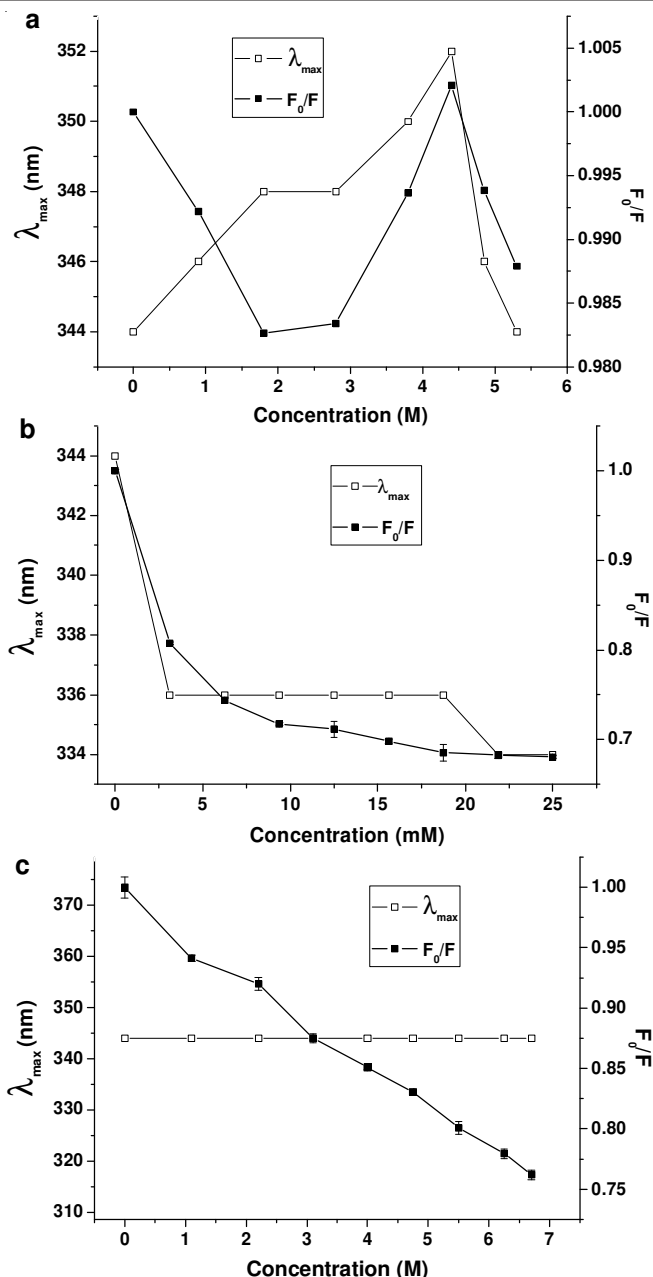 a
352
350
348
346
344
λmax (nm)
λmax
F0/F
1.005
1.000
0.995
0.990
0.985
0.980
F0/F
0 1 2 3 4 5 6
Concentration (M)
b
344
342
340
338
336
334
λmax (nm)
λmax
F0/F
1.0
0.9
0.8
0.7
F0/F
0 5 10 15 20 25
Concentration (mM)
c
370
360
350
340
330
320
310
λmax (nm)
λmax
F0/F
1.00
0.95
0.90
0.85
0.80
0.75
F0/F
0 1 2 3 4 5 6 7
Concentration (M)